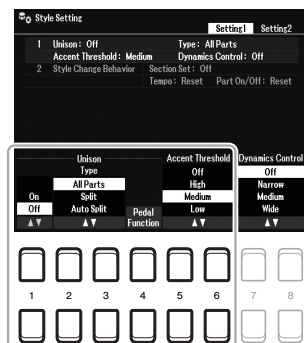 Style Setting
Setting1 Setting2
1 Unison: Off Type: All Parts
Accent Threshold: Medium Dynamics Control: Off
2 Style Change Behavior Section Set: Off
Tempo: Reset Part On/Off: Reset
Unison Accent Threshold Dynamics Control
Type Off Off
All Parts High Narrow
On Split Medium Medium
Off Auto Split Pedal Function Low Wide
1 2 3 4 5 6 7 8